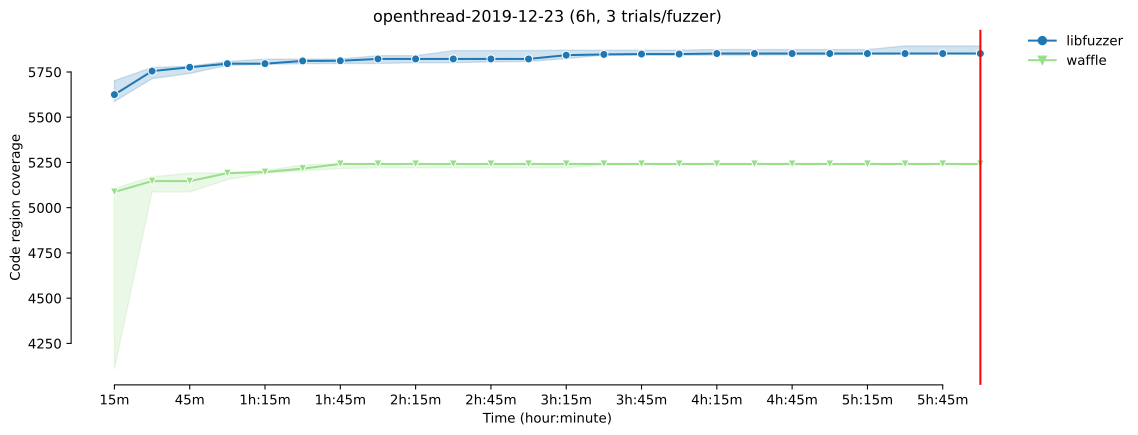 openthread-2019-12-23 (6h, 3 trials/fuzzer)
libfuzzer
waffle
Code region coverage
5750
5500
5250
5000
4750
4500
4250
15m 45m 1h:15m 1h:45m 2h:15m 2h:45m 3h:15m 3h:45m 4h:15m 4h:45m 5h:15m 5h:45m
Time (hour:minute)